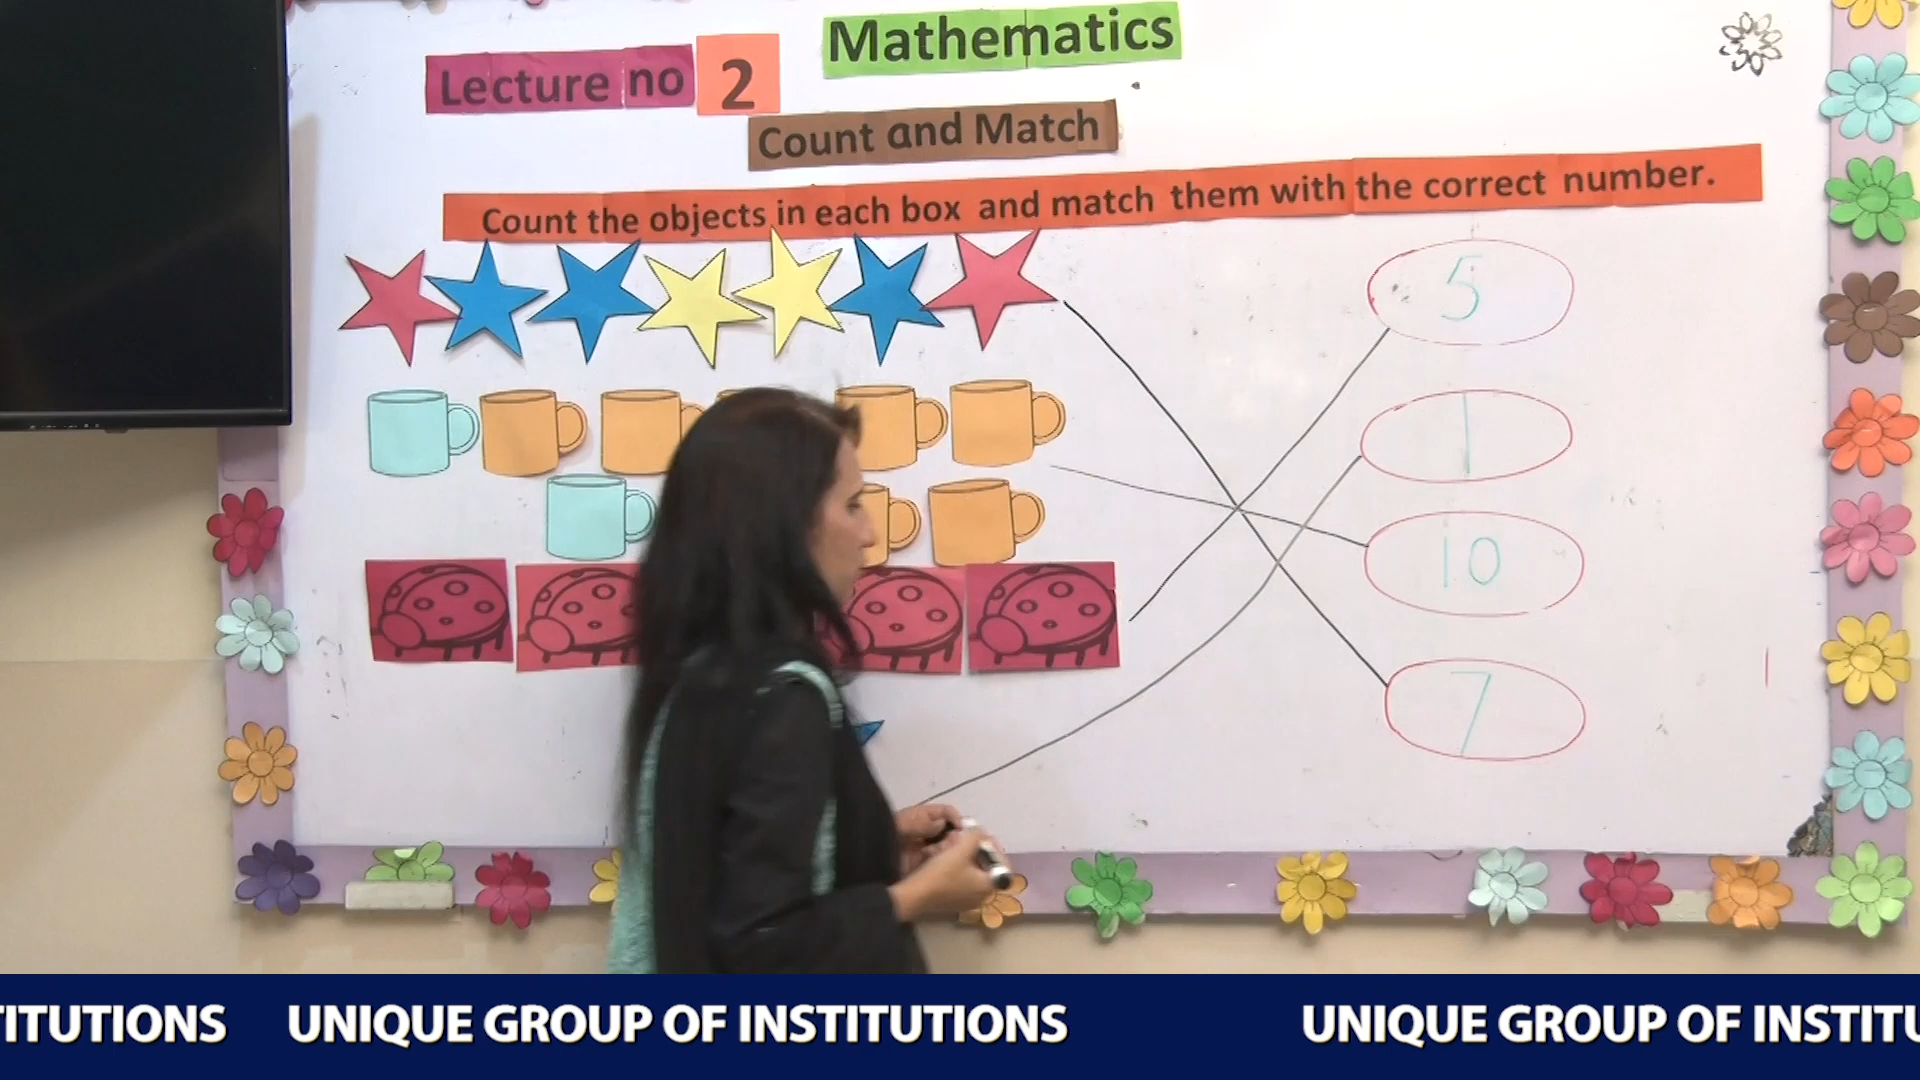 Mathematics
Lecture no 2
Count and Match
Count the objects in each box and match them with the correct number.
5
1
10
7
TITUTIONS UNIQUE GROUP OF INSTITUTIONS UNIQUE GROUP OF INSTITU